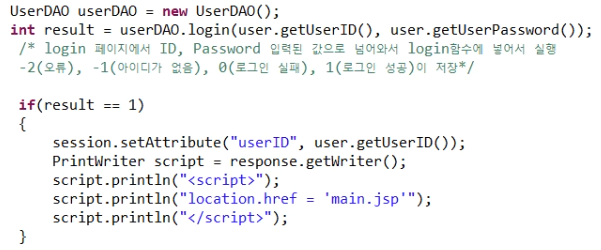 UserDAO userDAO = new UserDAO();
int result = userDAO.login(user.getUserID(), user.getUserPassword());
/* login 페이지에서 ID, Password 입력된 값으로 넘어와서 login함수에 넣어서 실행
-2(오류), -1(아이디가 없음), 0(로그인 실패), 1(로그인 성공)이 저장*/
if(result == 1)
{
session.setAttribute("userID", user.getUserID());
PrintWriter script = response.getWriter();
script.println("<script>");
script.println("location.href = 'main.jsp'");
script.println("</script>");
}